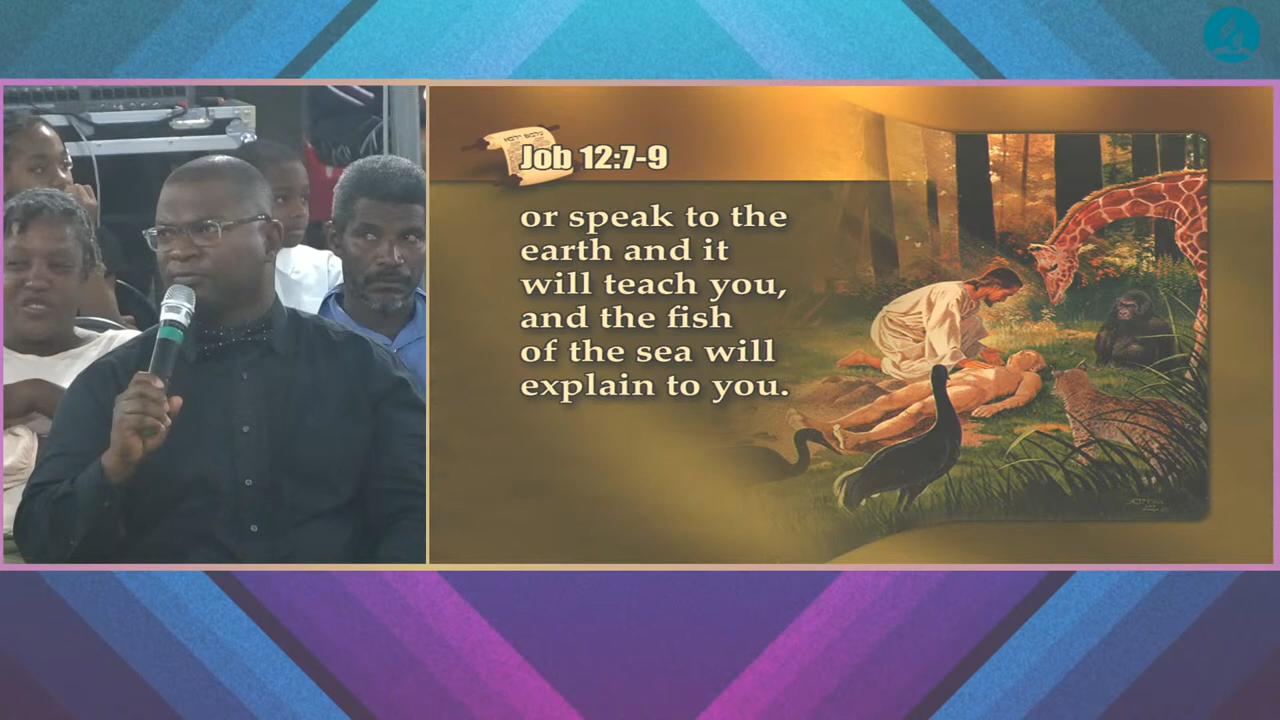 Job 12:7-9
or speak to the
earth and it
will teach you,
and the fish
of the sea will
explain to you.